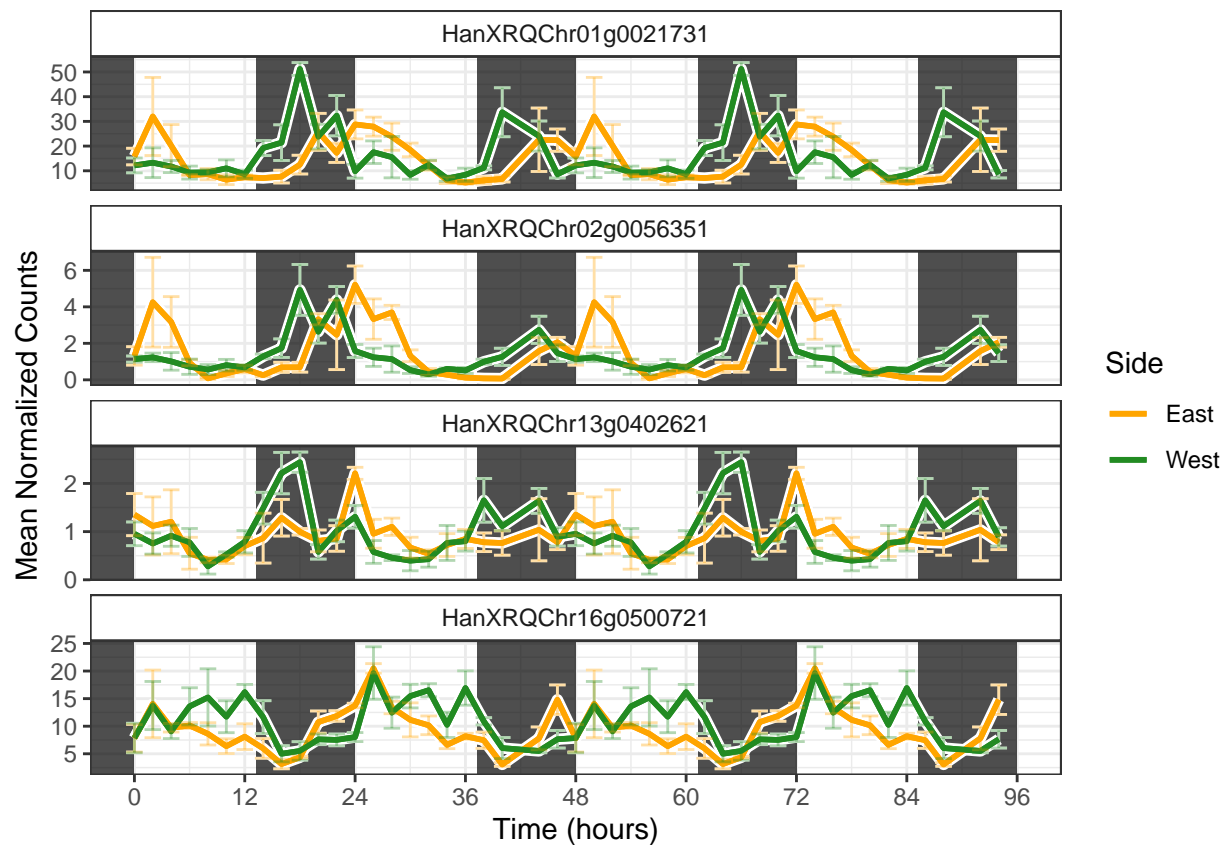 HanXRQChr01g0021731
50
40
30
20
10
HanXRQChr02g0056351
6
4
2
0
HanXRQChr13g0402621
2
1
0
HanXRQChr16g0500721
25
20
15
10
5
0 12 24 36 48 60 72 84 96
Time (hours)
Mean Normalized Counts
Side
East
West